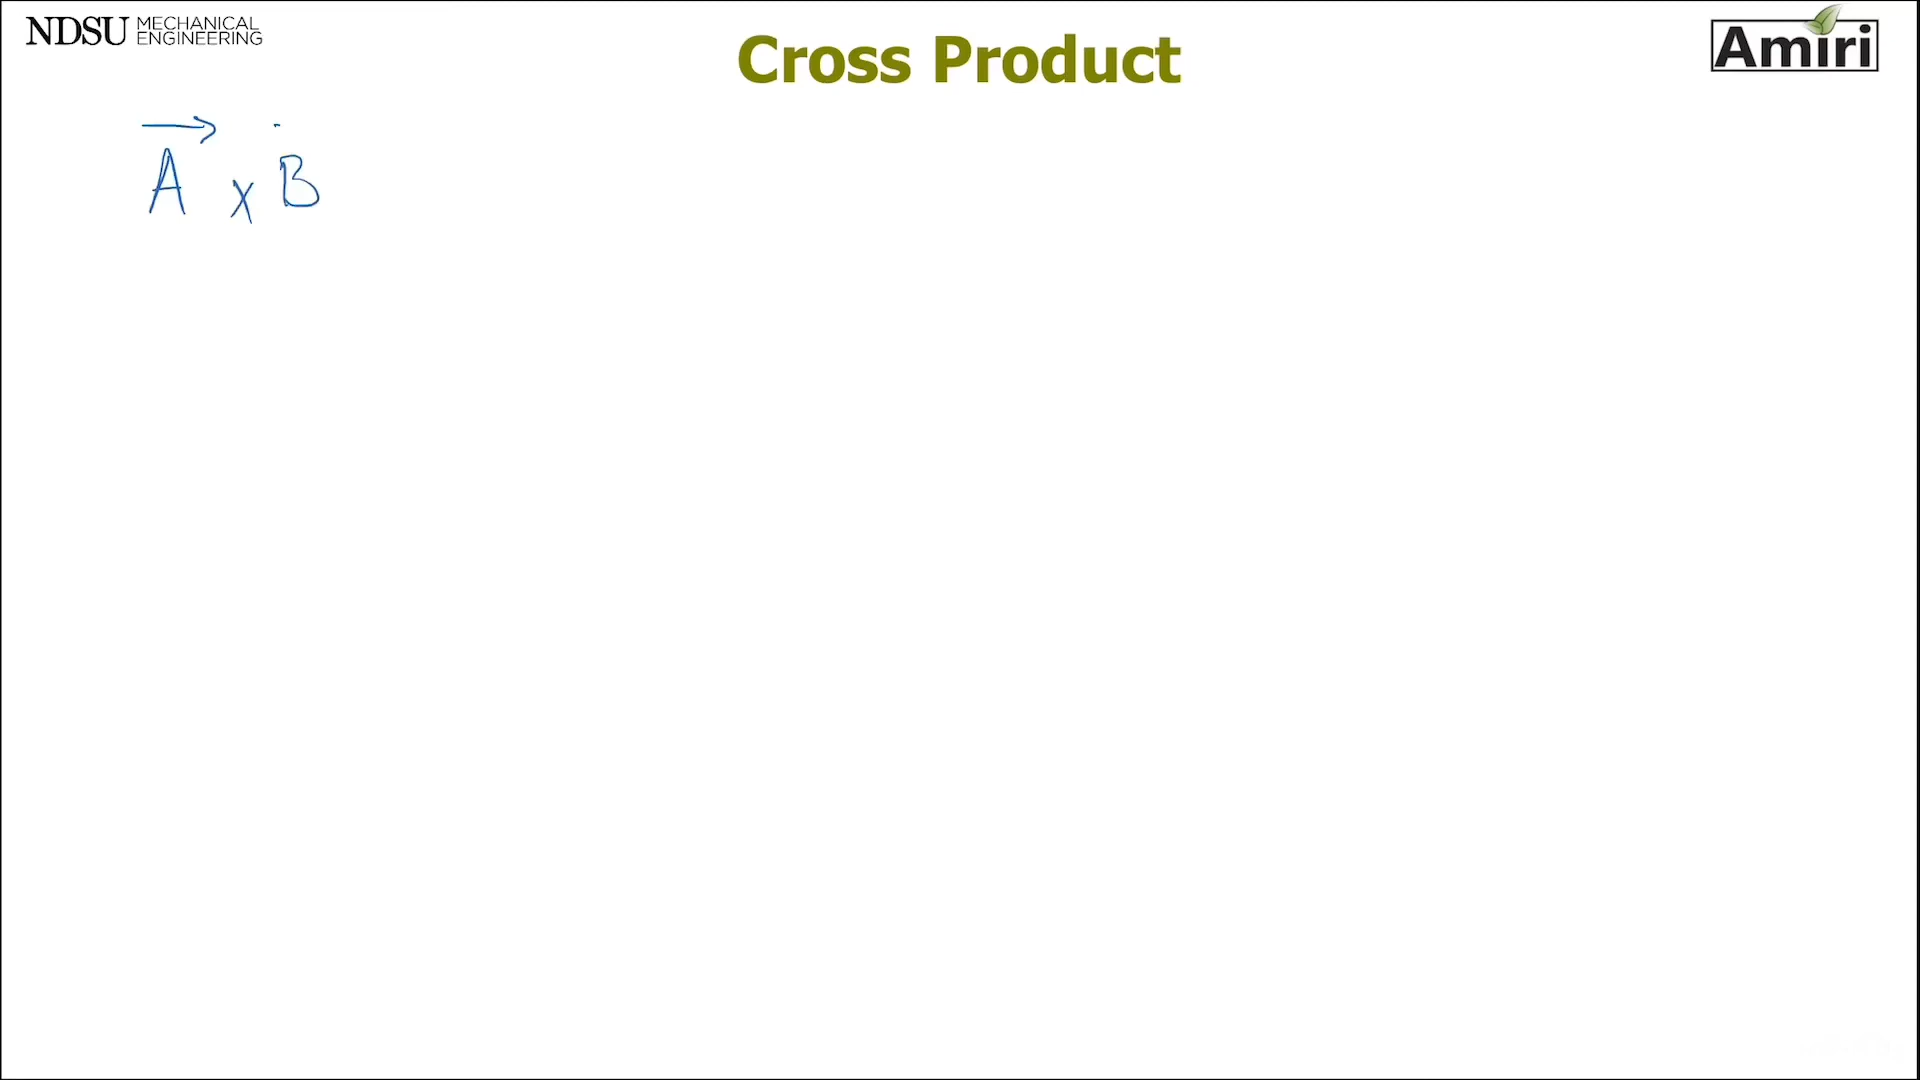 NDSU MECHANICAL
ENGINEERING
Cross Product
Amiri
A⃗ x B